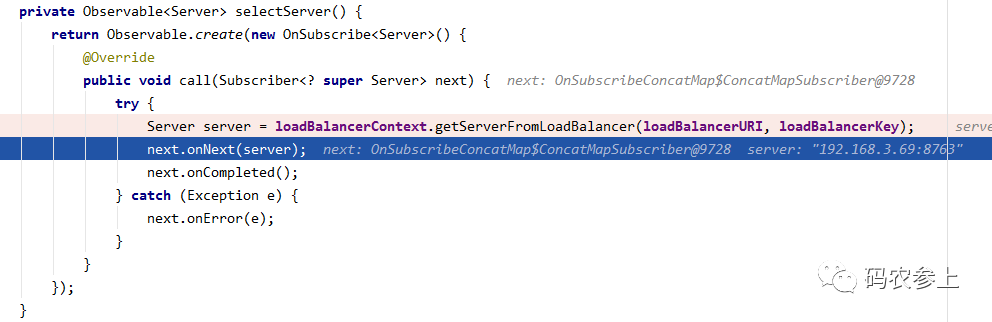 private Observable<Server> selectServer() {
    return Observable.create(new OnSubscribe<Server>() {
        @Override
        public void call(Subscriber<? super Server> next) {  next: OnSubscribeConcatMap$ConcatMapSubscriber@9728
            try {
                Server server = loadBalancerContext.getServerFromLoadBalancer(loadBalancerURI, loadBalancerKey);  serve
                next.onNext(server);  next: OnSubscribeConcatMap$ConcatMapSubscriber@9728  server: "192.168.3.69:8763"
                next.onCompleted();
            } catch (Exception e) {
                next.onError(e);
            }
        }
    });
}
码农参上